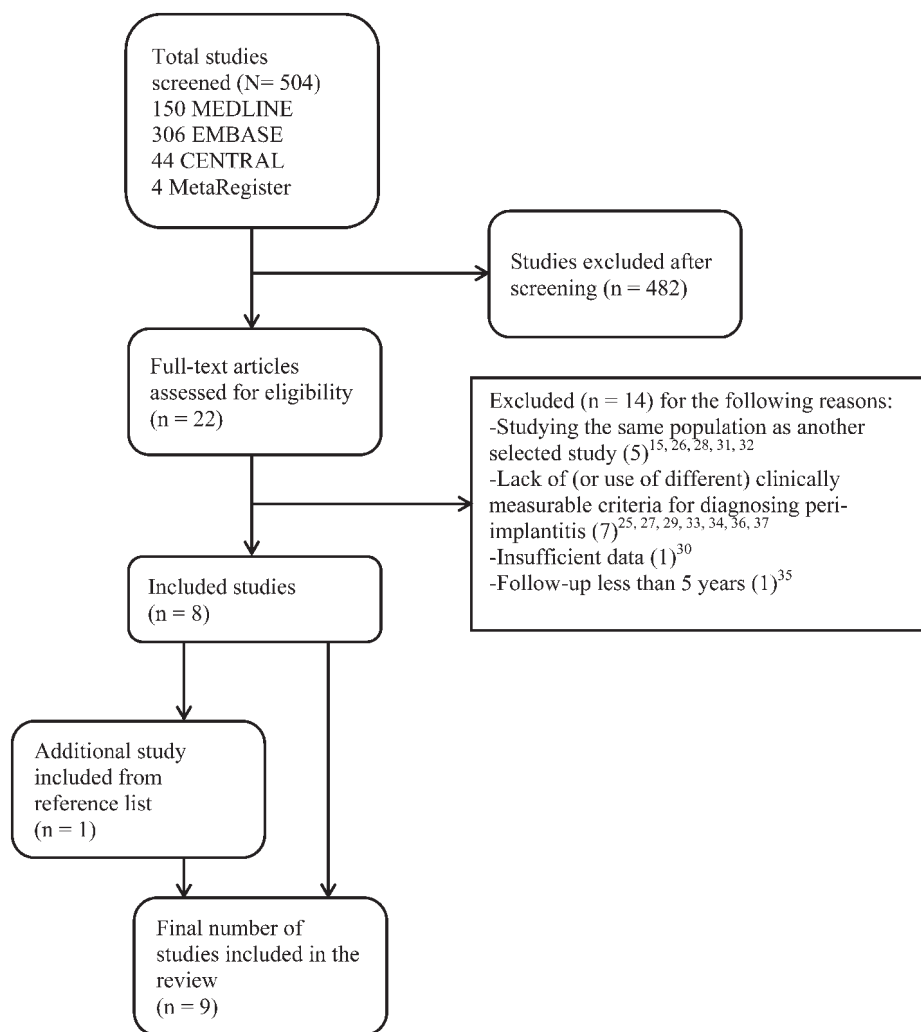 Total studies
screened (N= 504)
150 MEDLINE
306 EMBASE
44 CENTRAL
4 MetaRegister
Studies excluded after
screening (n = 482)
Full-text articles
assessed for eligibility
(n = 22)
Excluded (n = 14) for the following reasons:
-Studying the same population as another
selected study (5)15, 26, 28, 31, 32
-Lack of (or use of different) clinically
measurable criteria for diagnosing peri-
implantitis (7)25, 27, 29, 33, 34, 36, 37
-Insufficient data (1)30
-Follow-up less than 5 years (1)35
Included studies
(n = 8)
Additional study
included from
reference list
(n = 1)
Final number of
studies included in the
review
(n = 9)